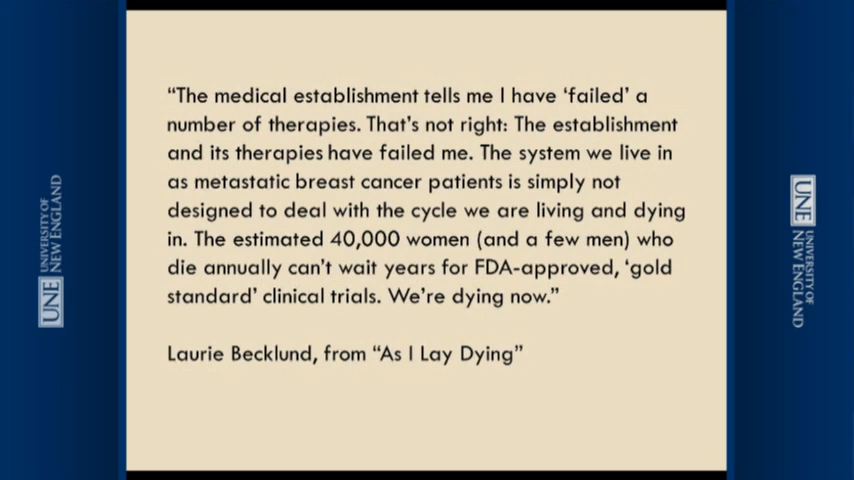 “The medical establishment tells me I have ‘failed’ a
number of therapies. That’s not right: The establishment
and its therapies have failed me. The system we live in
as metastatic breast cancer patients is simply not
designed to deal with the cycle we are living and dying
in. The estimated 40,000 women (and a few men) who
die annually can’t wait years for FDA-approved, ‘gold
standard’ clinical trials. We’re dying now.”
Laurie Becklund, from “As I Lay Dying”
UNE
UNIVERSITY OF
NEW ENGLAND
UNE
UNIVERSITY OF
NEW ENGLAND